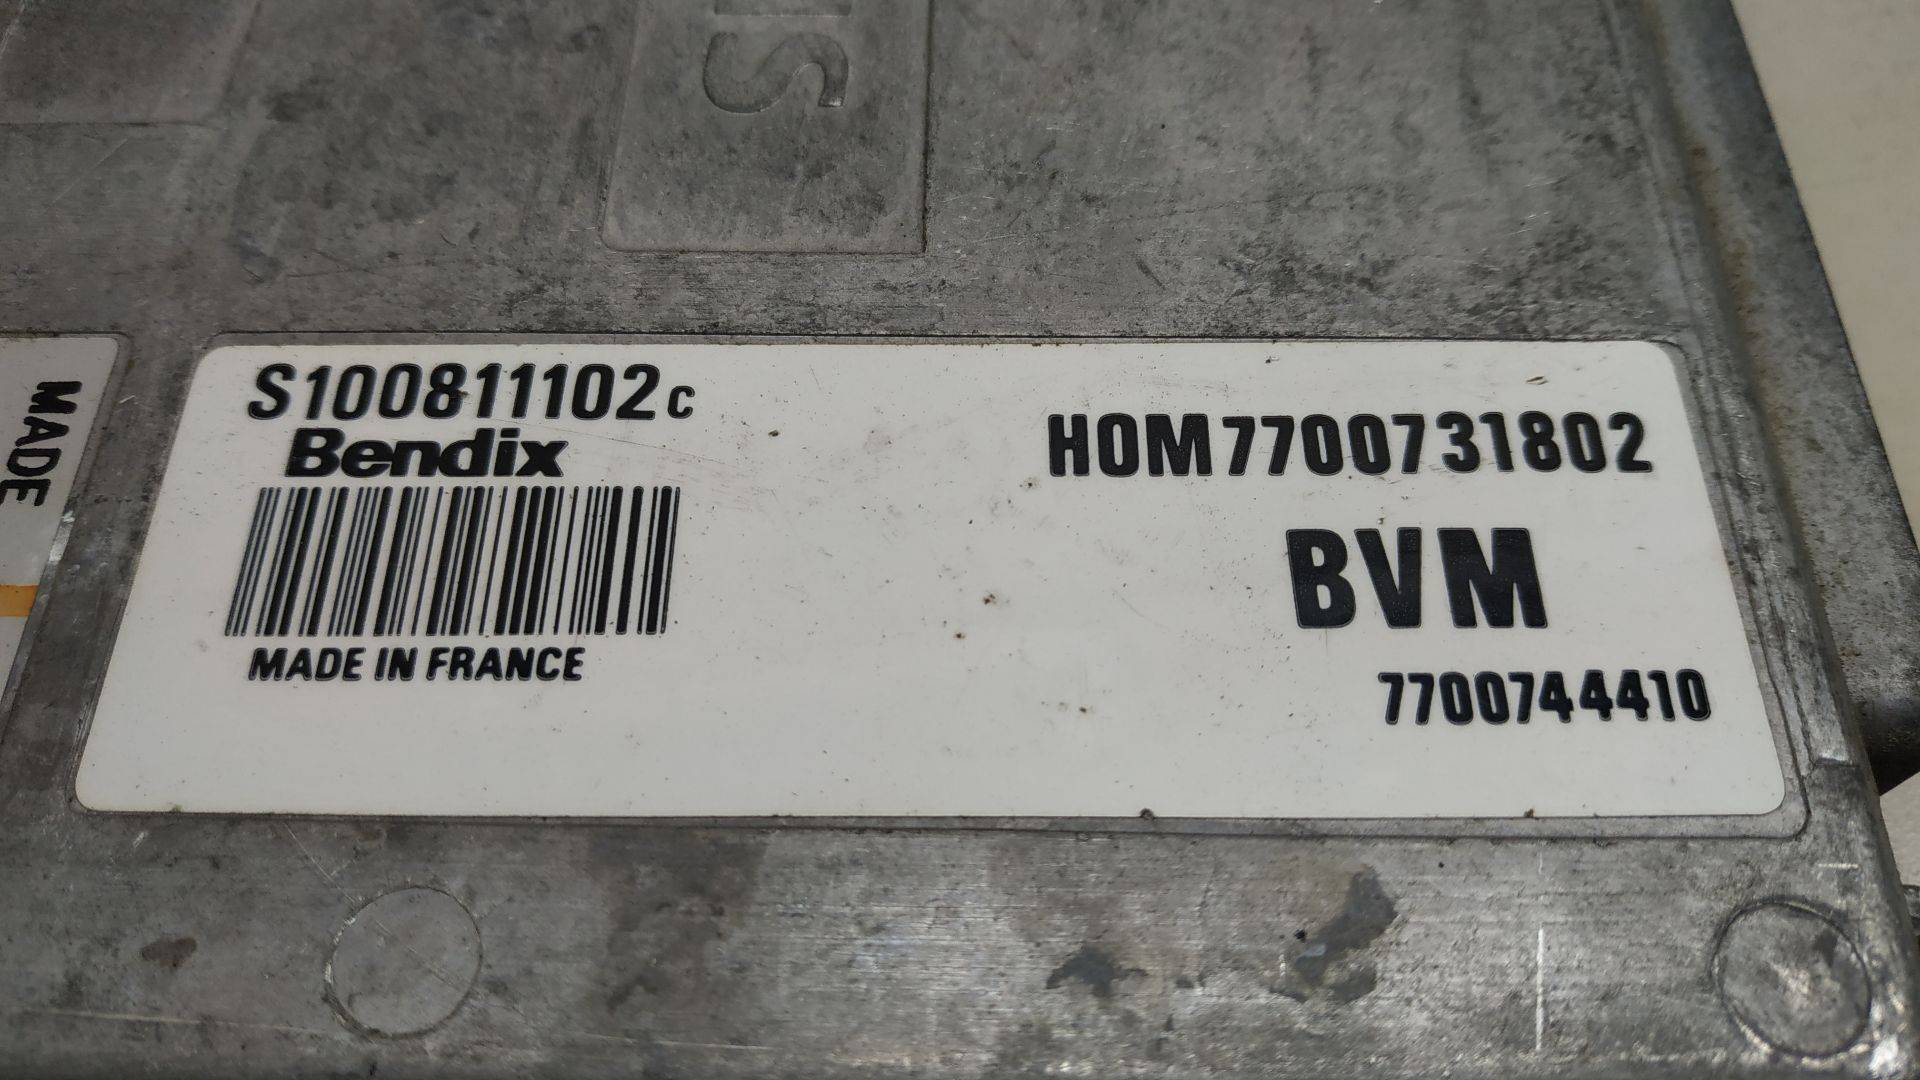 MADE
S100811102c
Bendix
MADE IN FRANCE
HOM7700731802
BVM
7700744410